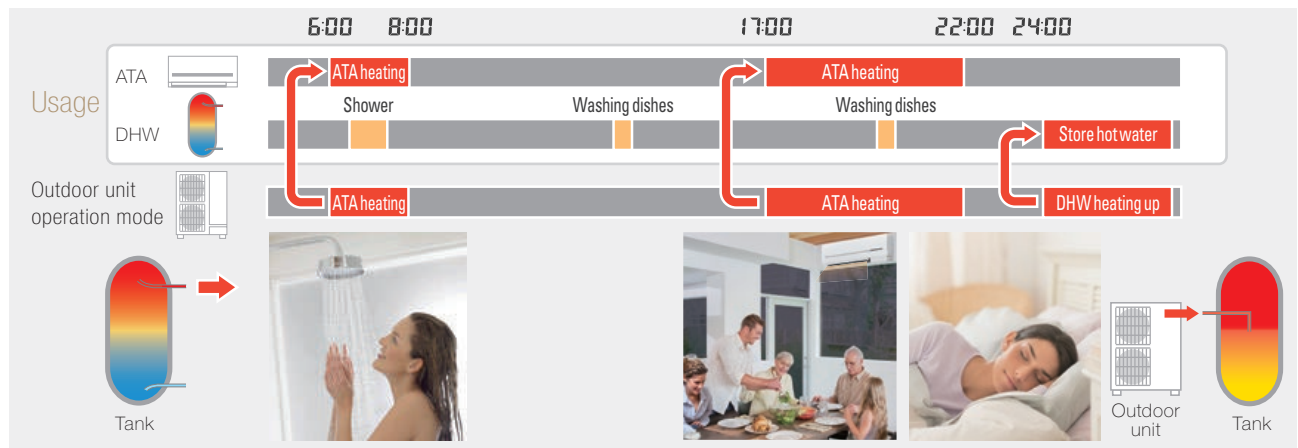 6:00 8:00 17:00 22:00 24:00
Usage
ATA
ATA heating ATA heating
Shower Washing dishes Washing dishes
DHW
Store hot water
Outdoor unit
operation mode
ATA heating ATA heating DHW heating up
Tank
Outdoor
unit
Tank